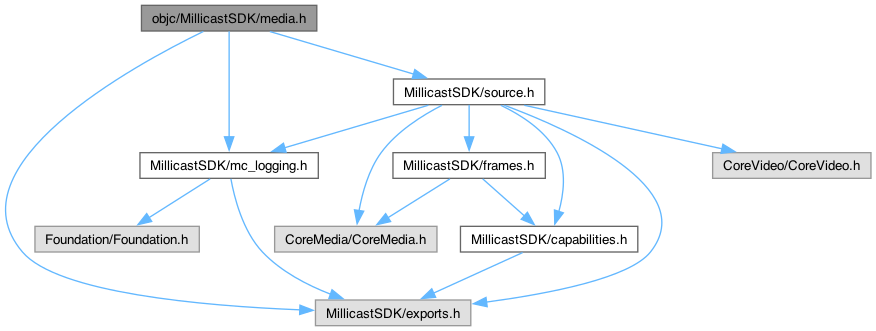 objc/MillicastSDK/media.h
MillicastSDK/source.h
MillicastSDK/mc_logging.h
MillicastSDK/frames.h
CoreVideo/CoreVideo.h
Foundation/Foundation.h
CoreMedia/CoreMedia.h
MillicastSDK/capabilities.h
MillicastSDK/exports.h